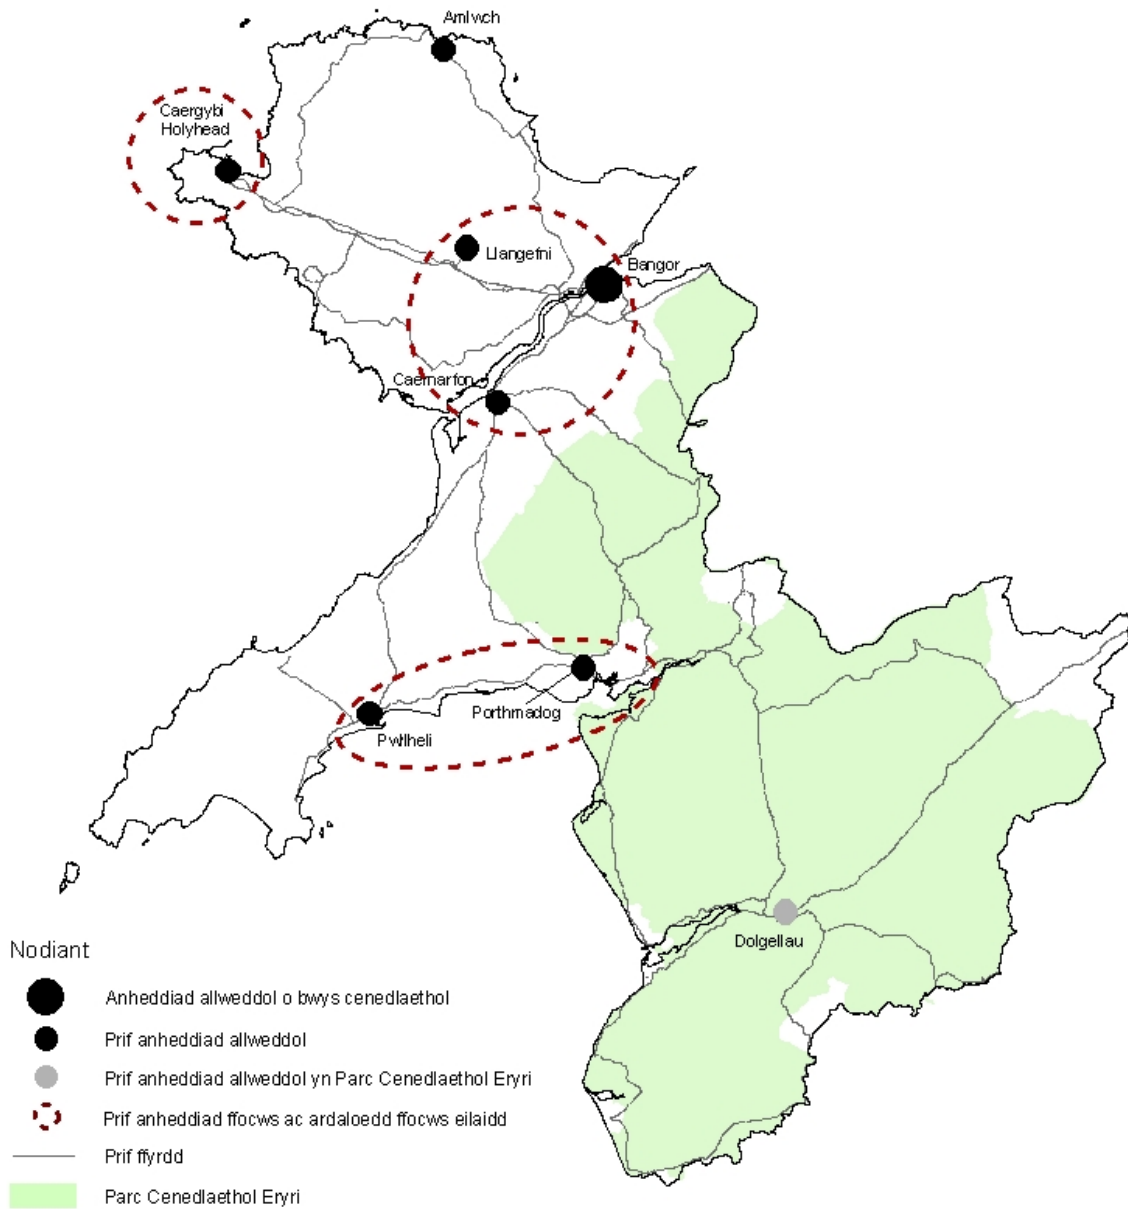 Amlwch
Caergybi
Holyhead
Llangefni
Bangor
Caernarfon
Porthmadog
Pwllheli
Dolgellau
Nodiant
Anheddiad allweddol o bwys cenedlaethol
Prif anheddiad allweddol
Prif anheddiad allweddol yn Parc Cenedlaethol Eryri
Prif anheddiad ffocws ac ardaloedd ffocws eilaidd
Prif ffyrdd
Parc Cenedlaethol Eryri